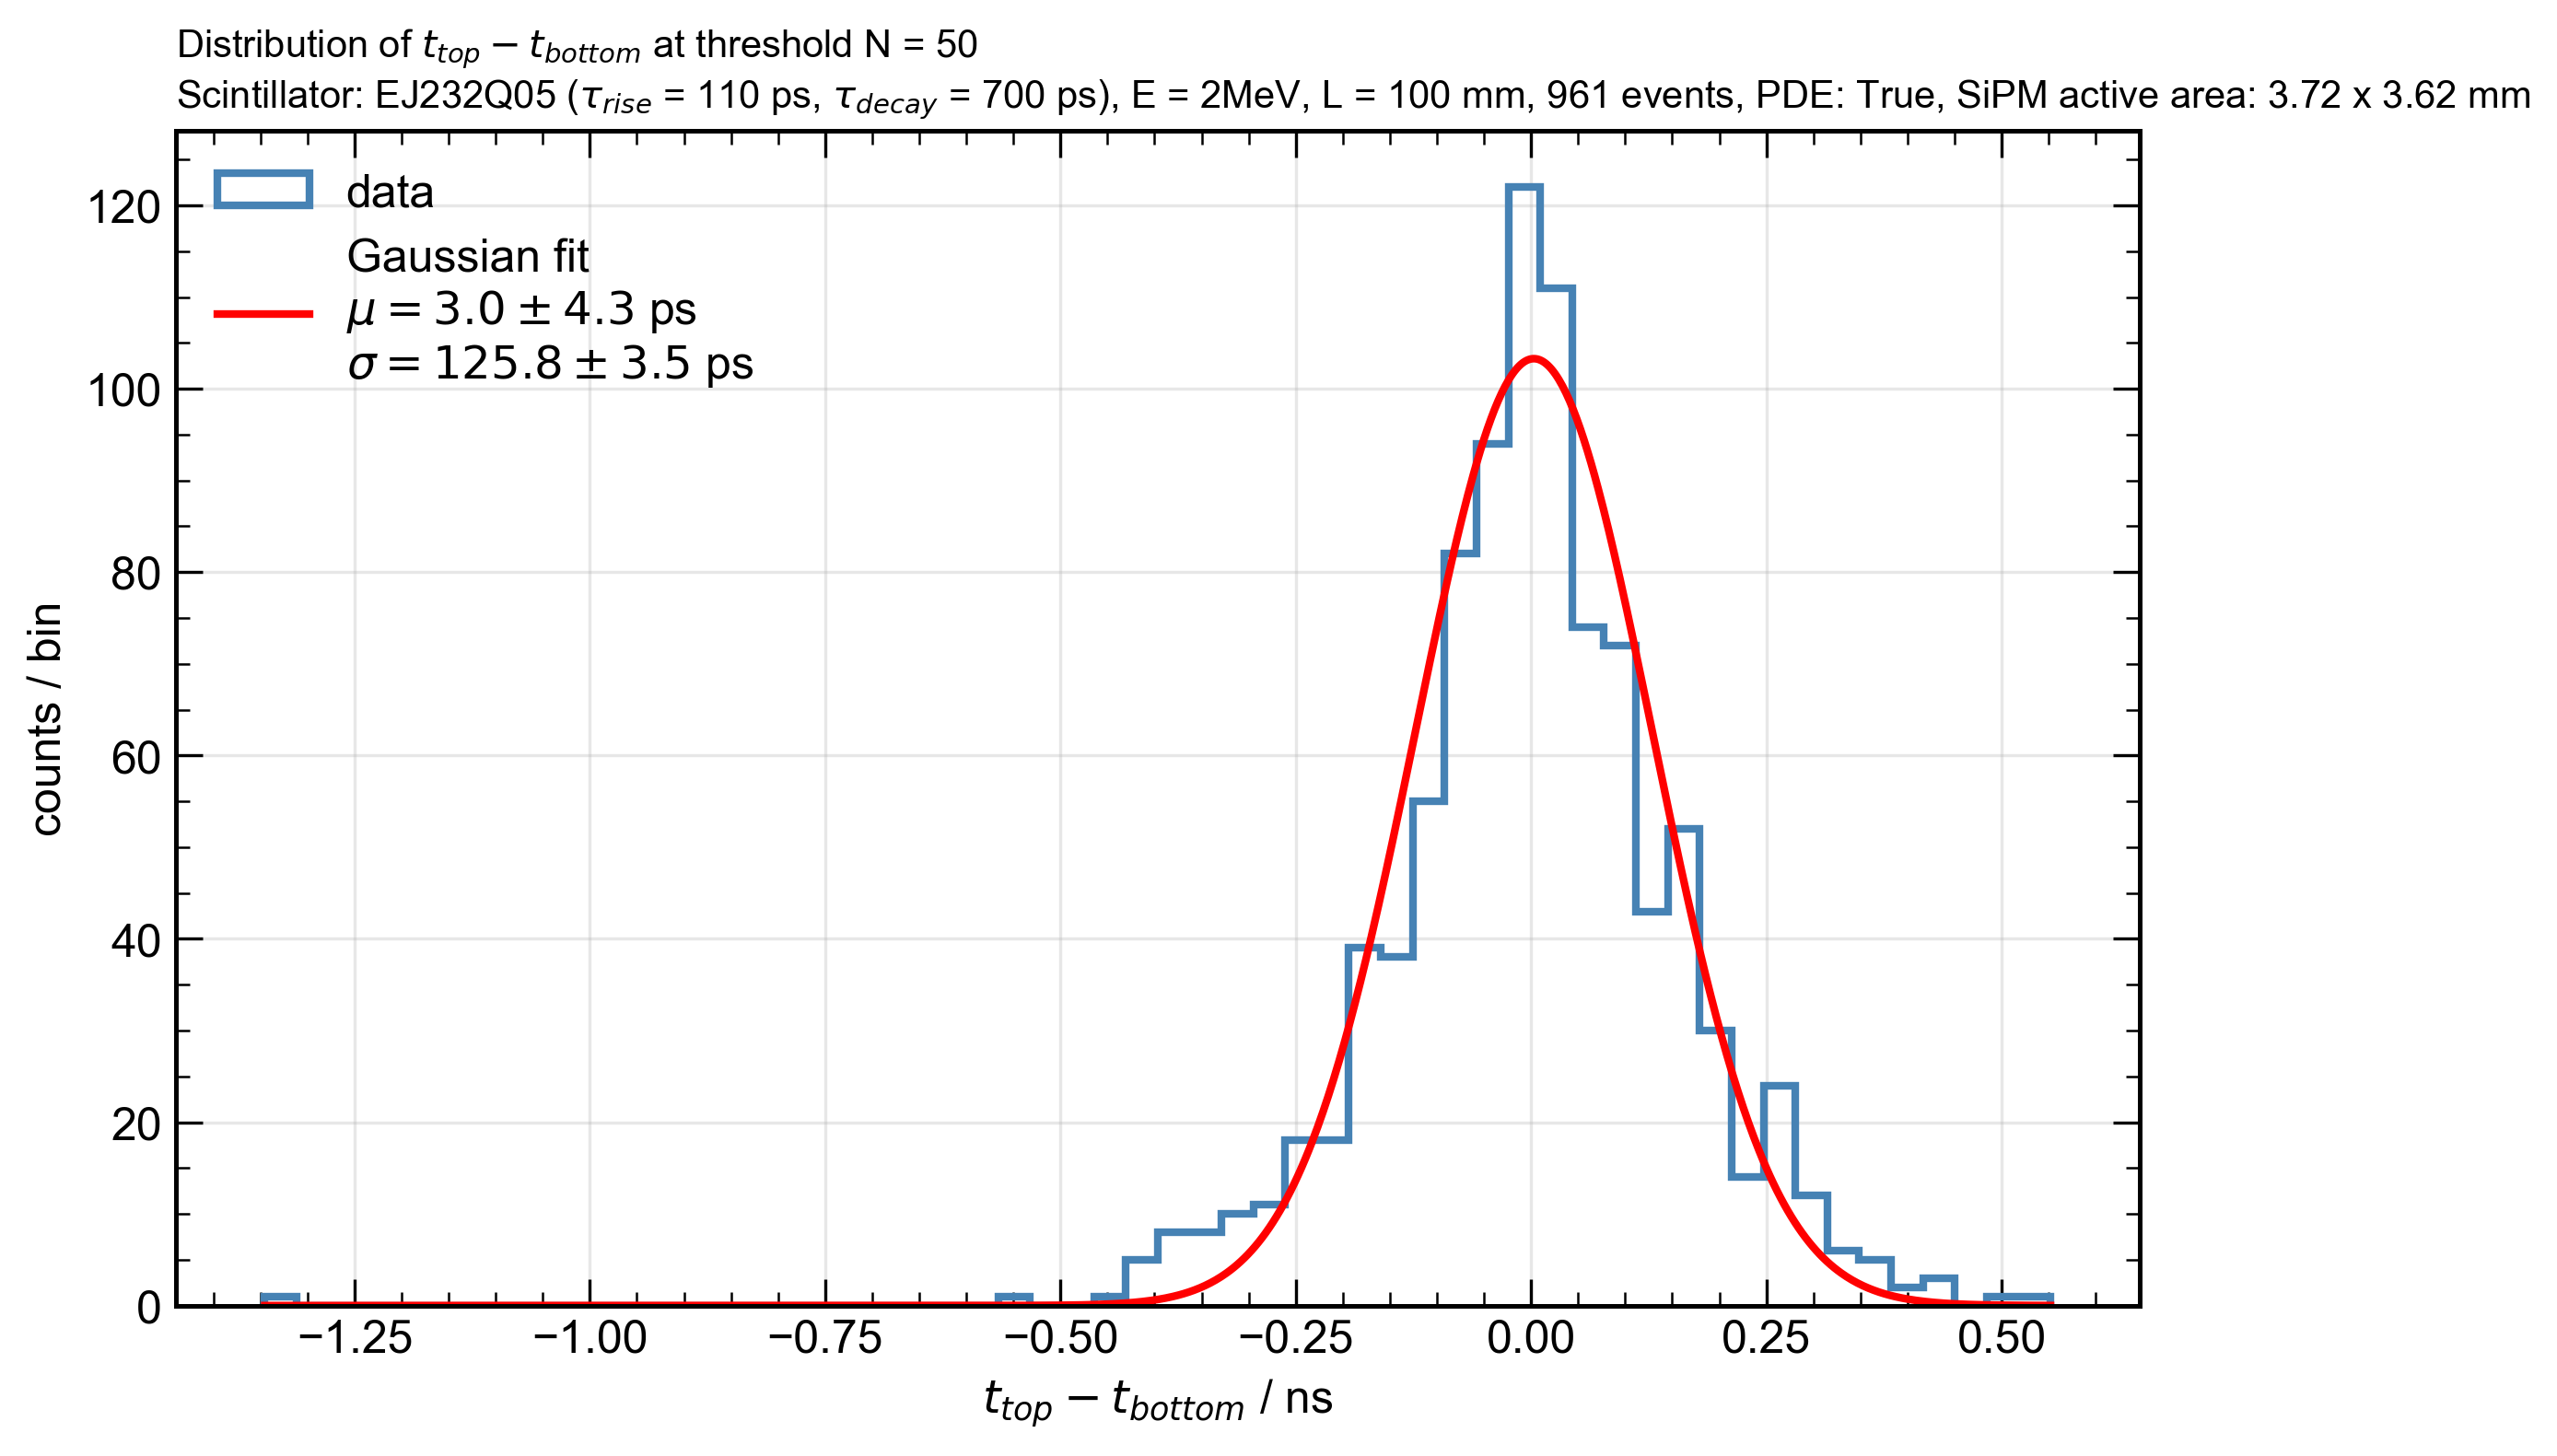 Distribution of t_top − t_bottom at threshold N = 50
Scintillator: EJ232Q05 (τ_rise = 110 ps, τ_decay = 700 ps), E = 2MeV, L = 100 mm, 961 events, PDE: True, SiPM active area: 3.72 x 3.62 mm
data
Gaussian fit
μ = 3.0 ± 4.3 ps
σ = 125.8 ± 3.5 ps
120
100
80
60
40
20
0
counts / bin
−1.25 −1.00 −0.75 −0.50 −0.25 0.00 0.25 0.50
t_top − t_bottom / ns